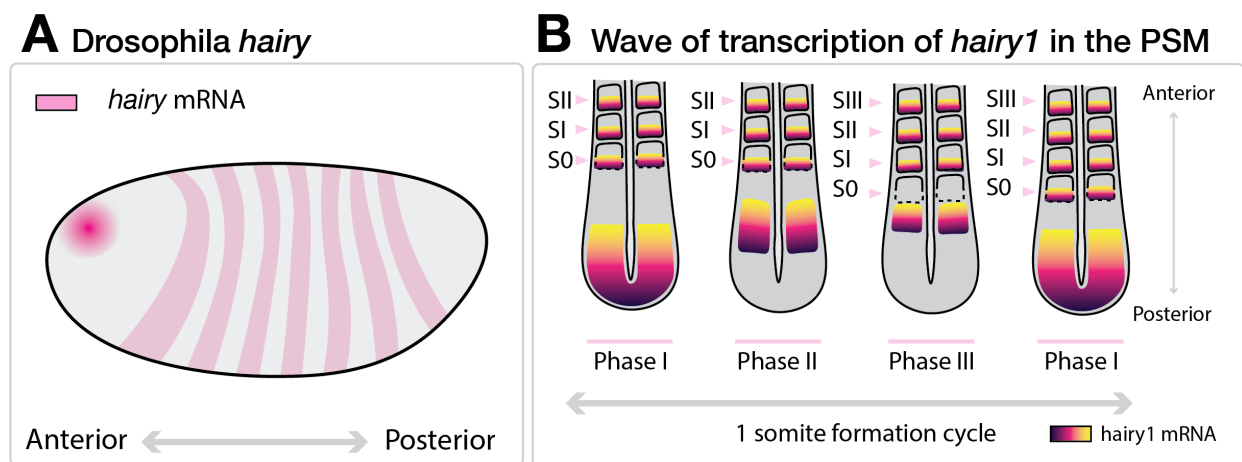 A Drosophila hairy
hairy mRNA
Anterior
Posterior
B Wave of transcription of hairy1 in the PSM
SII
SI
S0
SII
SI
S0
SIII
SII
SI
S0
SIII
SII
SI
S0
Anterior
Posterior
Phase I
Phase II
Phase III
Phase I
1 somite formation cycle
hairy1 mRNA